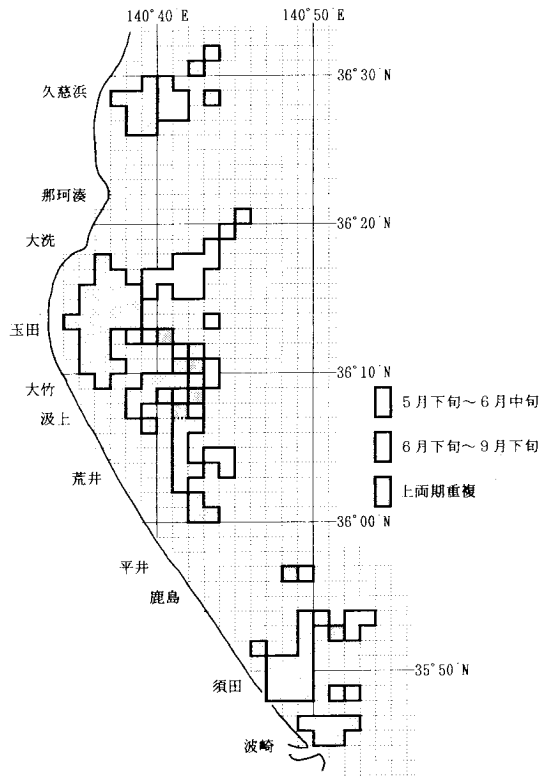 140°40´E
140°50´E
36°30´N
久慈浜
那珂湊
36°20´N
大洗
玉田
36°10´N
大竹
5月下旬～6月中旬
汲上
6月下旬～9月下旬
荒井
上両期重複
36°00´N
平井
鹿島
35°50´N
須田
波崎